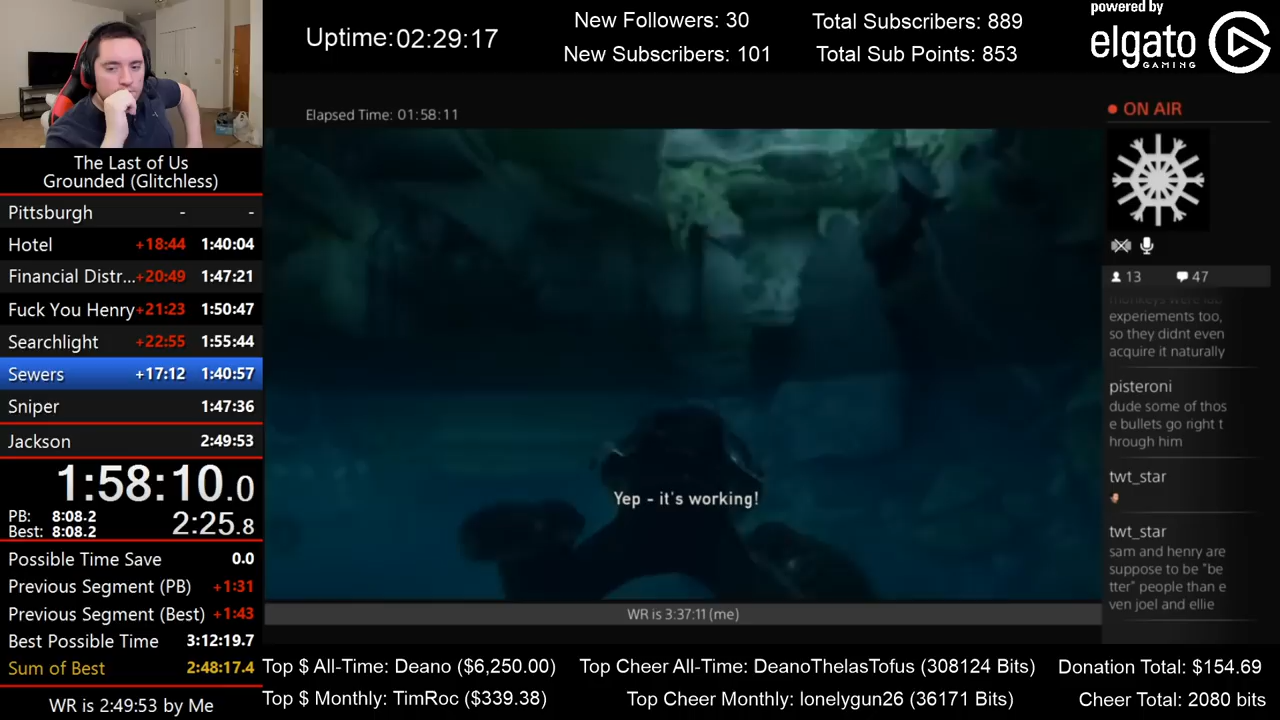 Uptime: 02:29:17
New Followers: 30
New Subscribers: 101
Total Subscribers: 889
Total Sub Points: 853
powered by
elgato
GAMING
Elapsed Time: 01:58:11
ON AIR
The Last of Us
Grounded (Glitchless)
Pittsburgh - -
Hotel +18:44 1:40:04
Financial Distr... +20:49 1:47:21
Fuck You Henry +21:23 1:50:47
Searchlight +22:55 1:55:44
Sewers +17:12 1:40:57
Sniper 1:47:36
Jackson 2:49:53
1:58:10.0
PB: 8:08.2
Best: 8:08.2
2:25.8
Possible Time Save 0.0
Previous Segment (PB) +1:31
Previous Segment (Best) +1:43
Best Possible Time 3:12:19.7
Sum of Best 2:48:17.4
WR is 2:49:53 by Me
Yep - it's working!
WR is 3:37:11 (me)
13 47
monkeys were lab
experiements too,
so they didnt even
acquire it naturally
pisteroni
dude some of thos
e bullets go right t
hrough him
twt_star
twt_star
sam and henry are
suppose to be "be
tter" people than e
ven joel and ellie
Top $ All-Time: Deano ($6,250.00)
Top Cheer All-Time: DeanoThelasTofus (308124 Bits)
Donation Total: $154.69
Top $ Monthly: TimRoc ($339.38)
Top Cheer Monthly: lonelygun26 (36171 Bits)
Cheer Total: 2080 bits